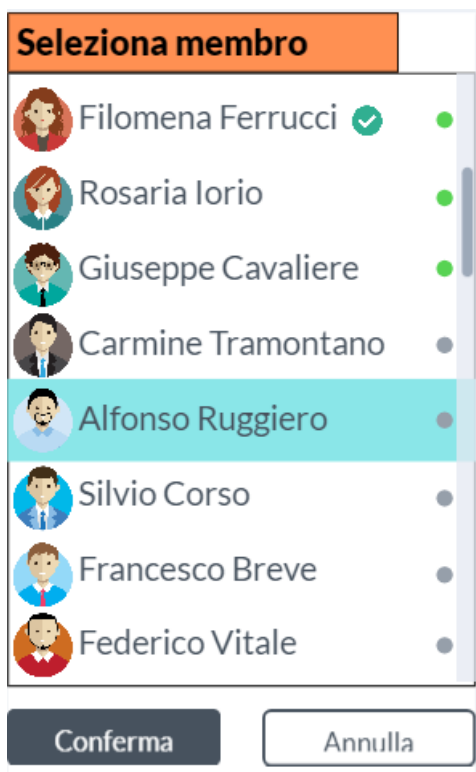 Seleziona membro
Filomena Ferrucci
Rosaria Iorio
Giuseppe Cavaliere
Carmine Tramontano
Alfonso Ruggiero
Silvio Corso
Francesco Breve
Federico Vitale
Conferma
Annulla